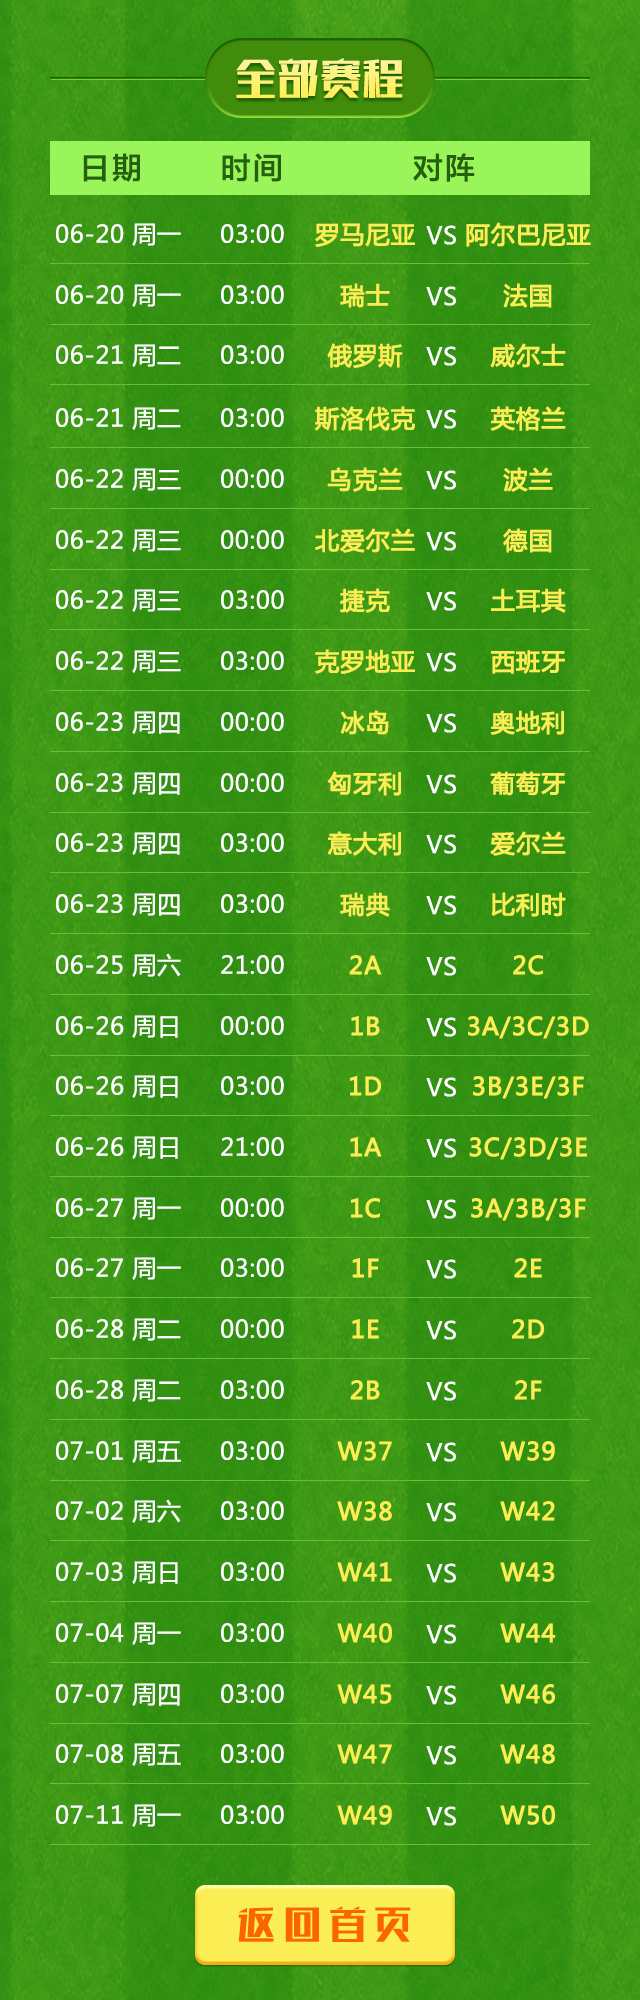 全部赛程
日期 时间 对阵
06-20 周一 03:00 罗马尼亚 VS 阿尔巴尼亚
06-20 周一 03:00 瑞士 VS 法国
06-21 周二 03:00 俄罗斯 VS 威尔士
06-21 周二 03:00 斯洛伐克 VS 英格兰
06-22 周三 00:00 乌克兰 VS 波兰
06-22 周三 00:00 北爱尔兰 VS 德国
06-22 周三 03:00 捷克 VS 土耳其
06-22 周三 03:00 克罗地亚 VS 西班牙
06-23 周四 00:00 冰岛 VS 奥地利
06-23 周四 00:00 匈牙利 VS 葡萄牙
06-23 周四 03:00 意大利 VS 爱尔兰
06-23 周四 03:00 瑞典 VS 比利时
06-25 周六 21:00 2A VS 2C
06-26 周日 00:00 1B VS 3A/3C/3D
06-26 周日 03:00 1D VS 3B/3E/3F
06-26 周日 21:00 1A VS 3C/3D/3E
06-27 周一 00:00 1C VS 3A/3B/3F
06-27 周一 03:00 1F VS 2E
06-28 周二 00:00 1E VS 2D
06-28 周二 03:00 2B VS 2F
07-01 周五 03:00 W37 VS W39
07-02 周六 03:00 W38 VS W42
07-03 周日 03:00 W41 VS W43
07-04 周一 03:00 W40 VS W44
07-07 周四 03:00 W45 VS W46
07-08 周五 03:00 W47 VS W48
07-11 周一 03:00 W49 VS W50
返回首页